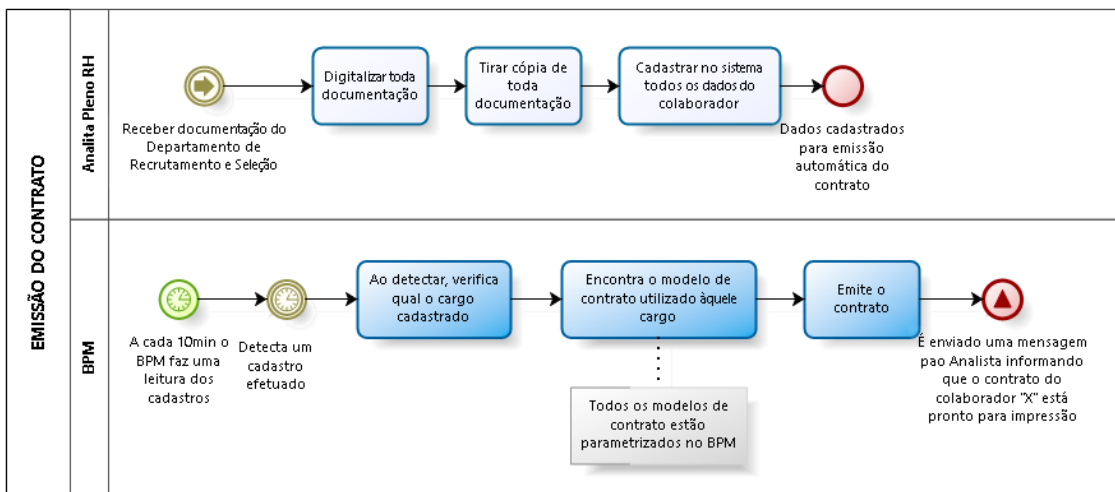 EMISSÃO DO CONTRATO
Analita Pleno RH
Receber documentação do
Departamento de
Recrutamento e Seleção
Digitalizar toda
documentação
Tirar cópia de
toda
documentação
Cadastrar no sistema
todos os dados do
colaborador
Dados cadastrados
para emissão
automática do
contrato
BPM
A cada 10min o
BPM faz uma
leitura dos
cadastros
Detecta um
cadastro
efetuado
Ao detectar, verifica
qual o cargo
cadastrado
Encontra o modelo de
contrato utilizado àquele
cargo
Todos os modelos de
contrato estão
parametrizados no BPM
Emite o
contrato
É enviado uma mensagem
pao Analista informando
que o contrato do
colaborador "X" está
pronto para impressão